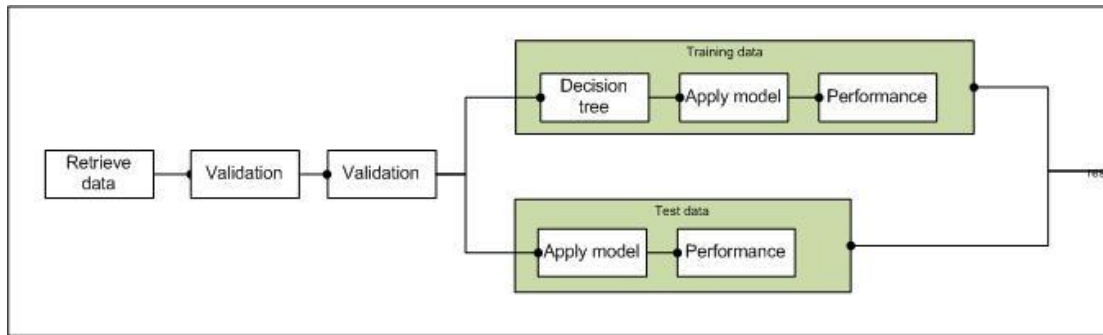 Training data
Decision
tree
Apply model
Performance
Retrieve
data
Validation
Validation
Test data
Apply model
Performance